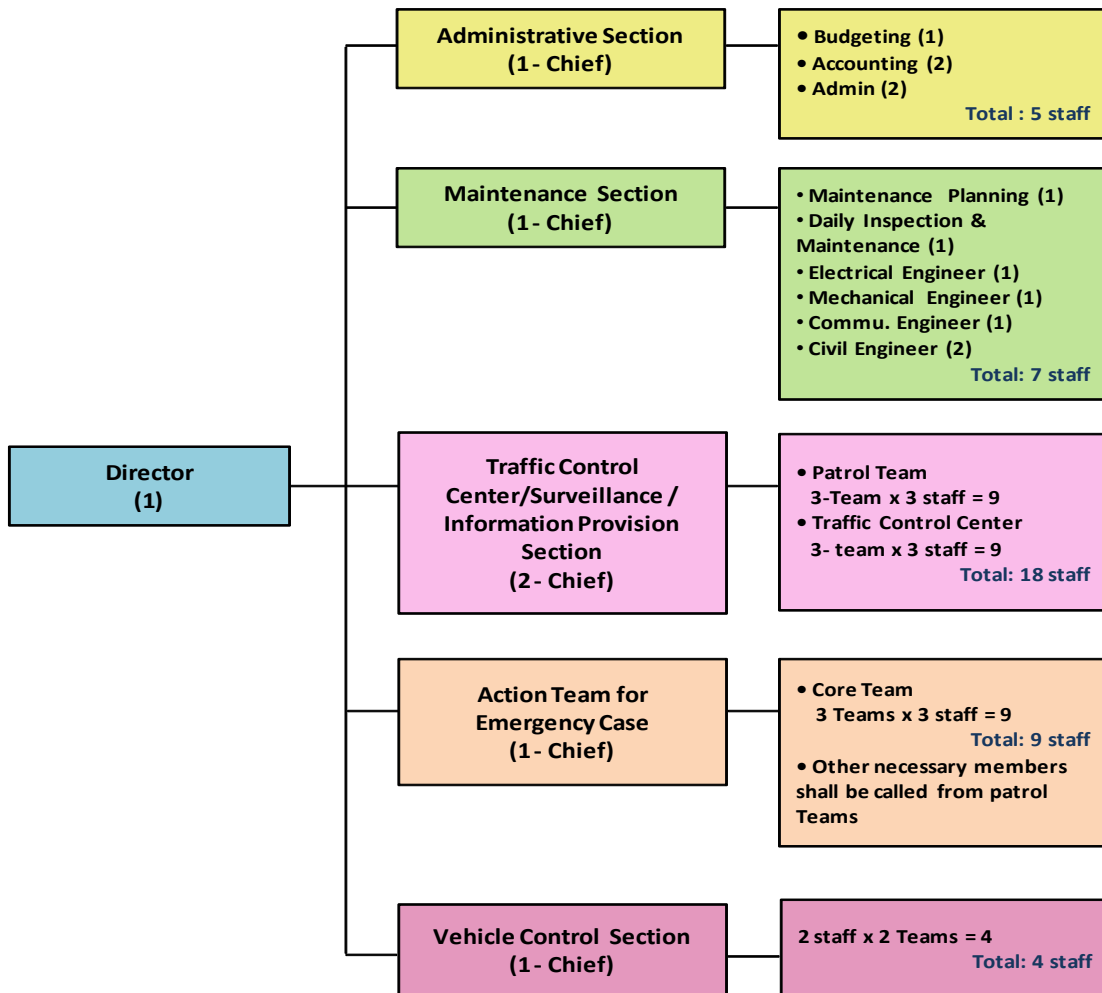 Administrative Section
(1 - Chief)
• Budgeting (1)
• Accounting (2)
• Admin (2)
Total : 5 staff
Maintenance Section
(1 - Chief)
• Maintenance Planning (1)
• Daily Inspection &
Maintenance (1)
• Electrical Engineer (1)
• Mechanical Engineer (1)
• Commu. Engineer (1)
• Civil Engineer (2)
Total: 7 staff
Director
(1)
Traffic Control
Center/Surveillance /
Information Provision
Section
(2 - Chief)
• Patrol Team
3-Team x 3 staff = 9
• Traffic Control Center
3- team x 3 staff = 9
Total: 18 staff
Action Team for
Emergency Case
(1 - Chief)
• Core Team
3 Teams x 3 staff = 9
Total: 9 staff
• Other necessary members
shall be called from patrol
Teams
Vehicle Control Section
(1 - Chief)
2 staff x 2 Teams = 4
Total: 4 staff